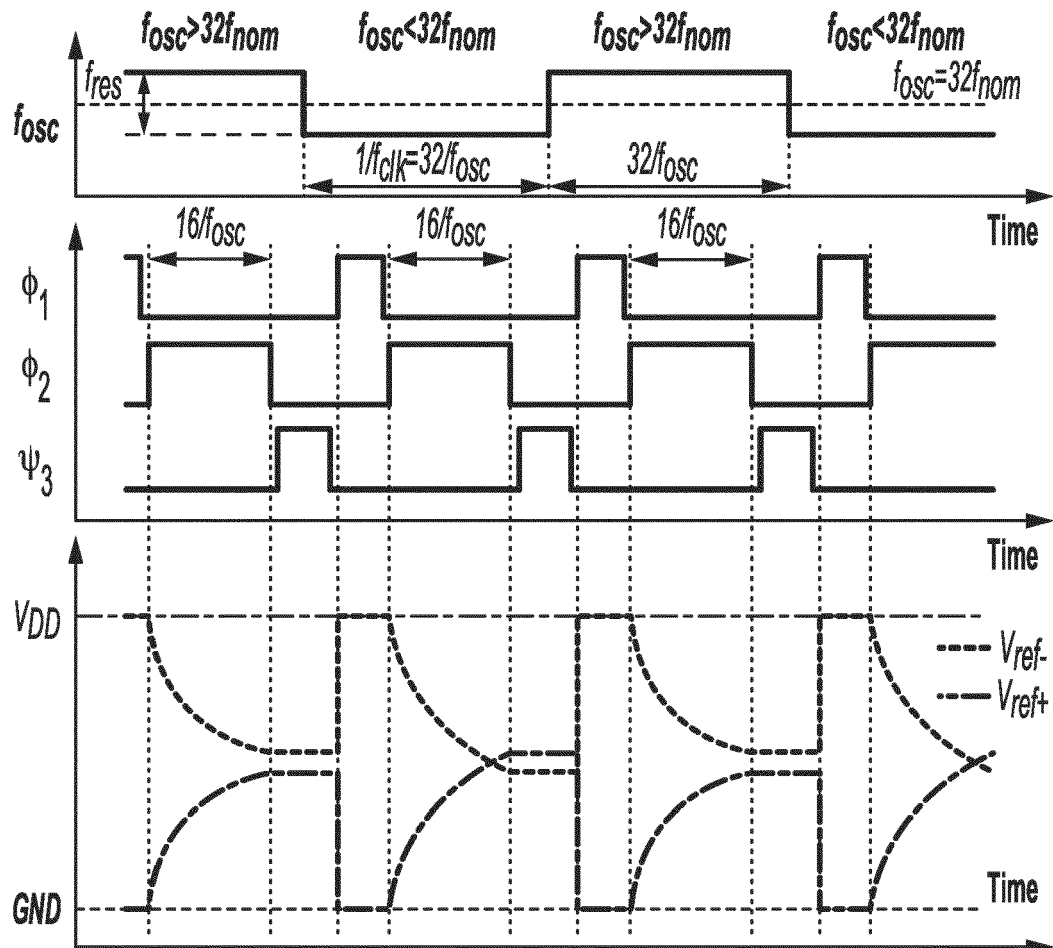 fosc>32fnom fosc<32fnom fosc>32fnom fosc<32fnom
fres
fosc=32fnom
fosc
1/fclk=32/fosc 32/fosc
Time
16/fosc 16/fosc 16/fosc
ϕ1
ϕ2
ψ3
Time
VDD
Vref-
Vref+
Time
GND